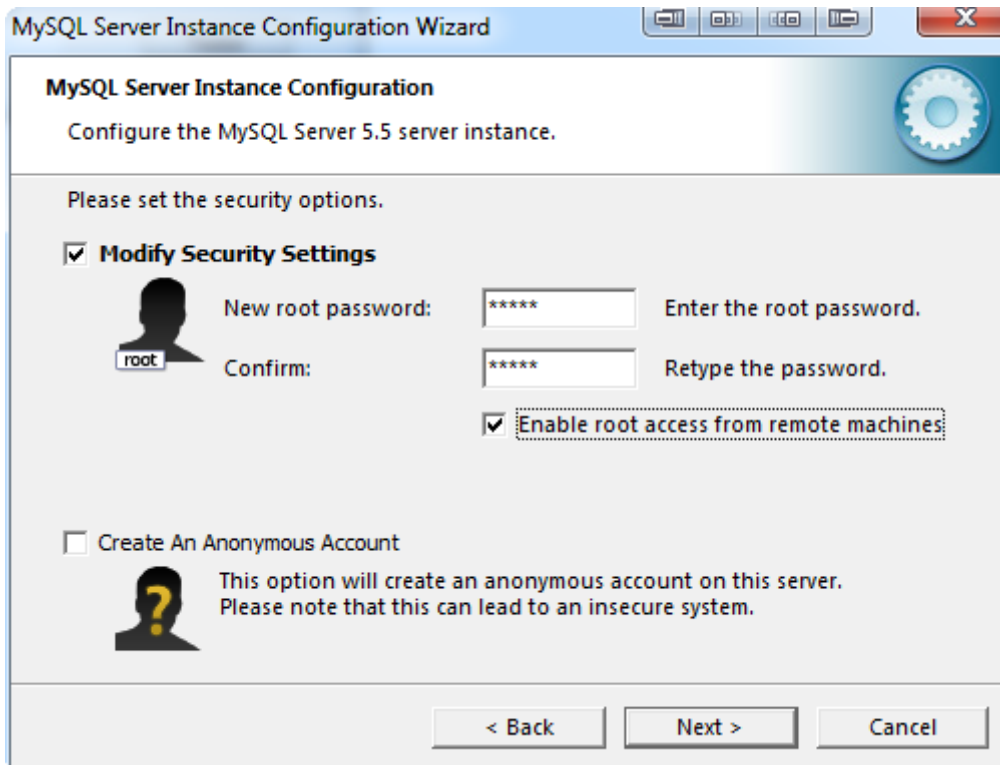 MySQL Server Instance Configuration Wizard
X
MySQL Server Instance Configuration
Configure the MySQL Server 5.5 server instance.
Please set the security options.
Modify Security Settings
New root password: ***** Enter the root password.
root
Confirm: ***** Retype the password.
Enable root access from remote machines
Create An Anonymous Account
?
This option will create an anonymous account on this server.
Please note that this can lead to an insecure system.
< Back Next > Cancel